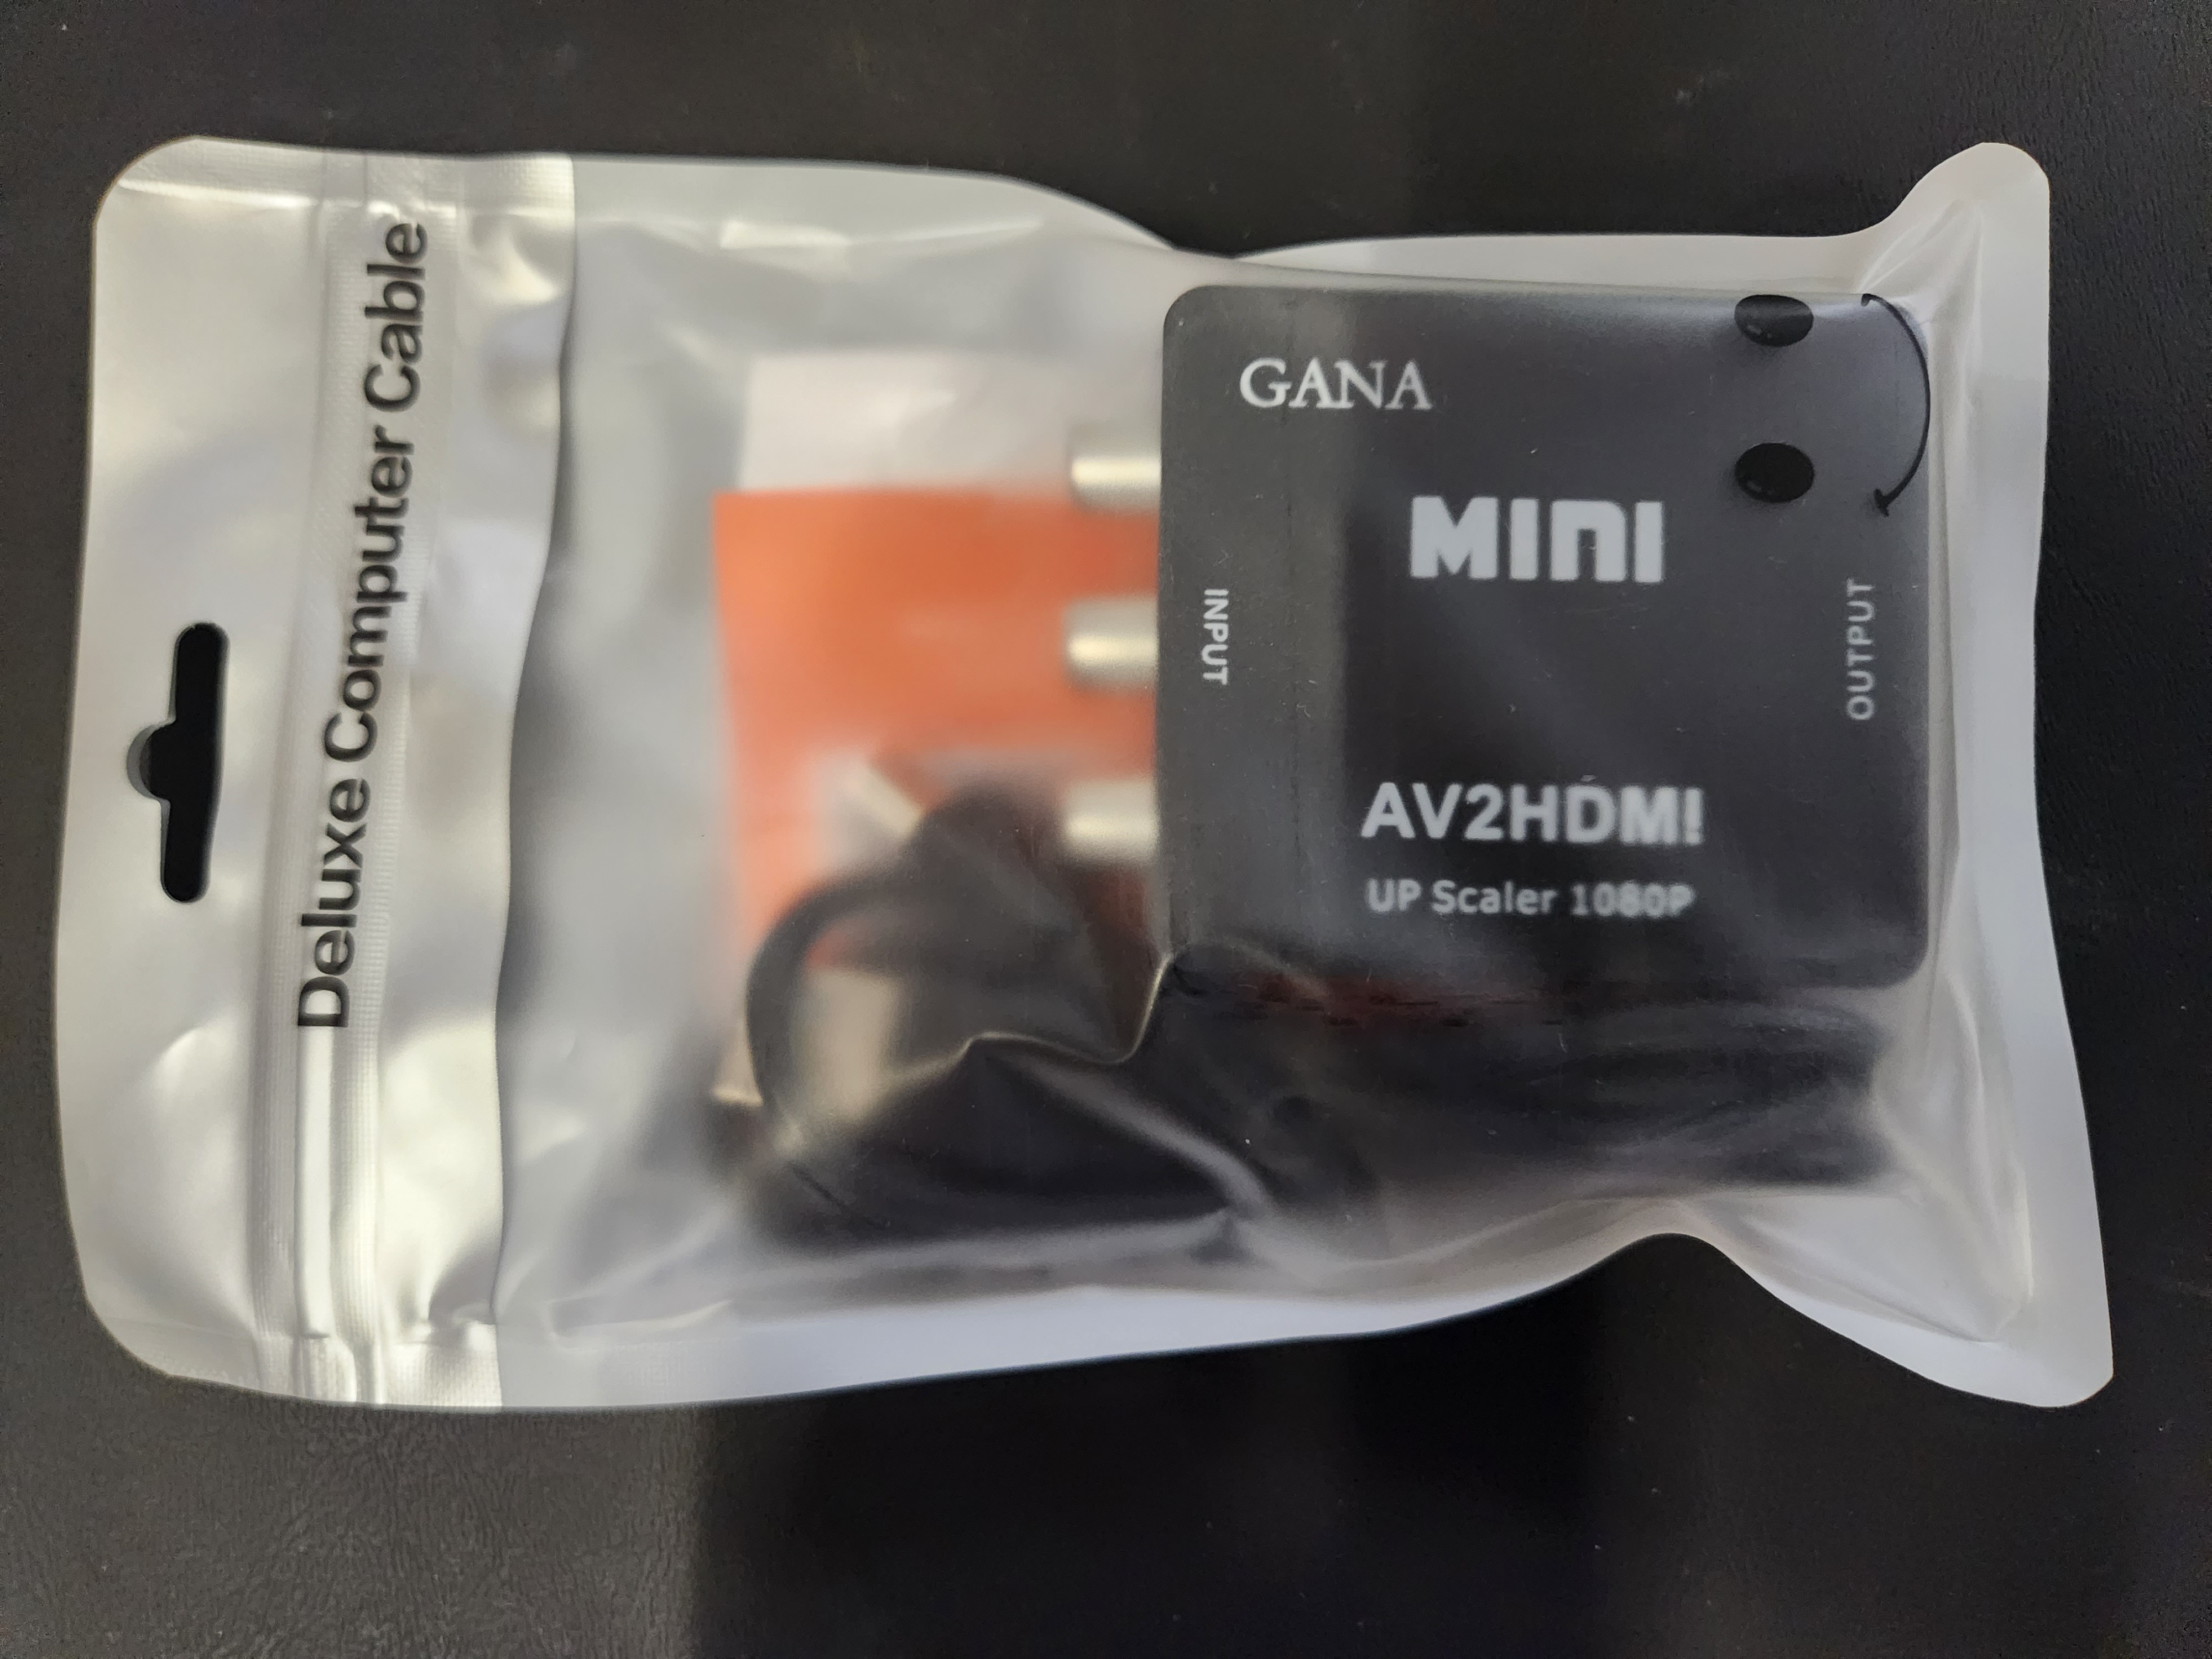 Deluxe Computer Cable
GANA
MINI
INPUT
OUTPUT
AV2HDMI
UP Scaler 1080P